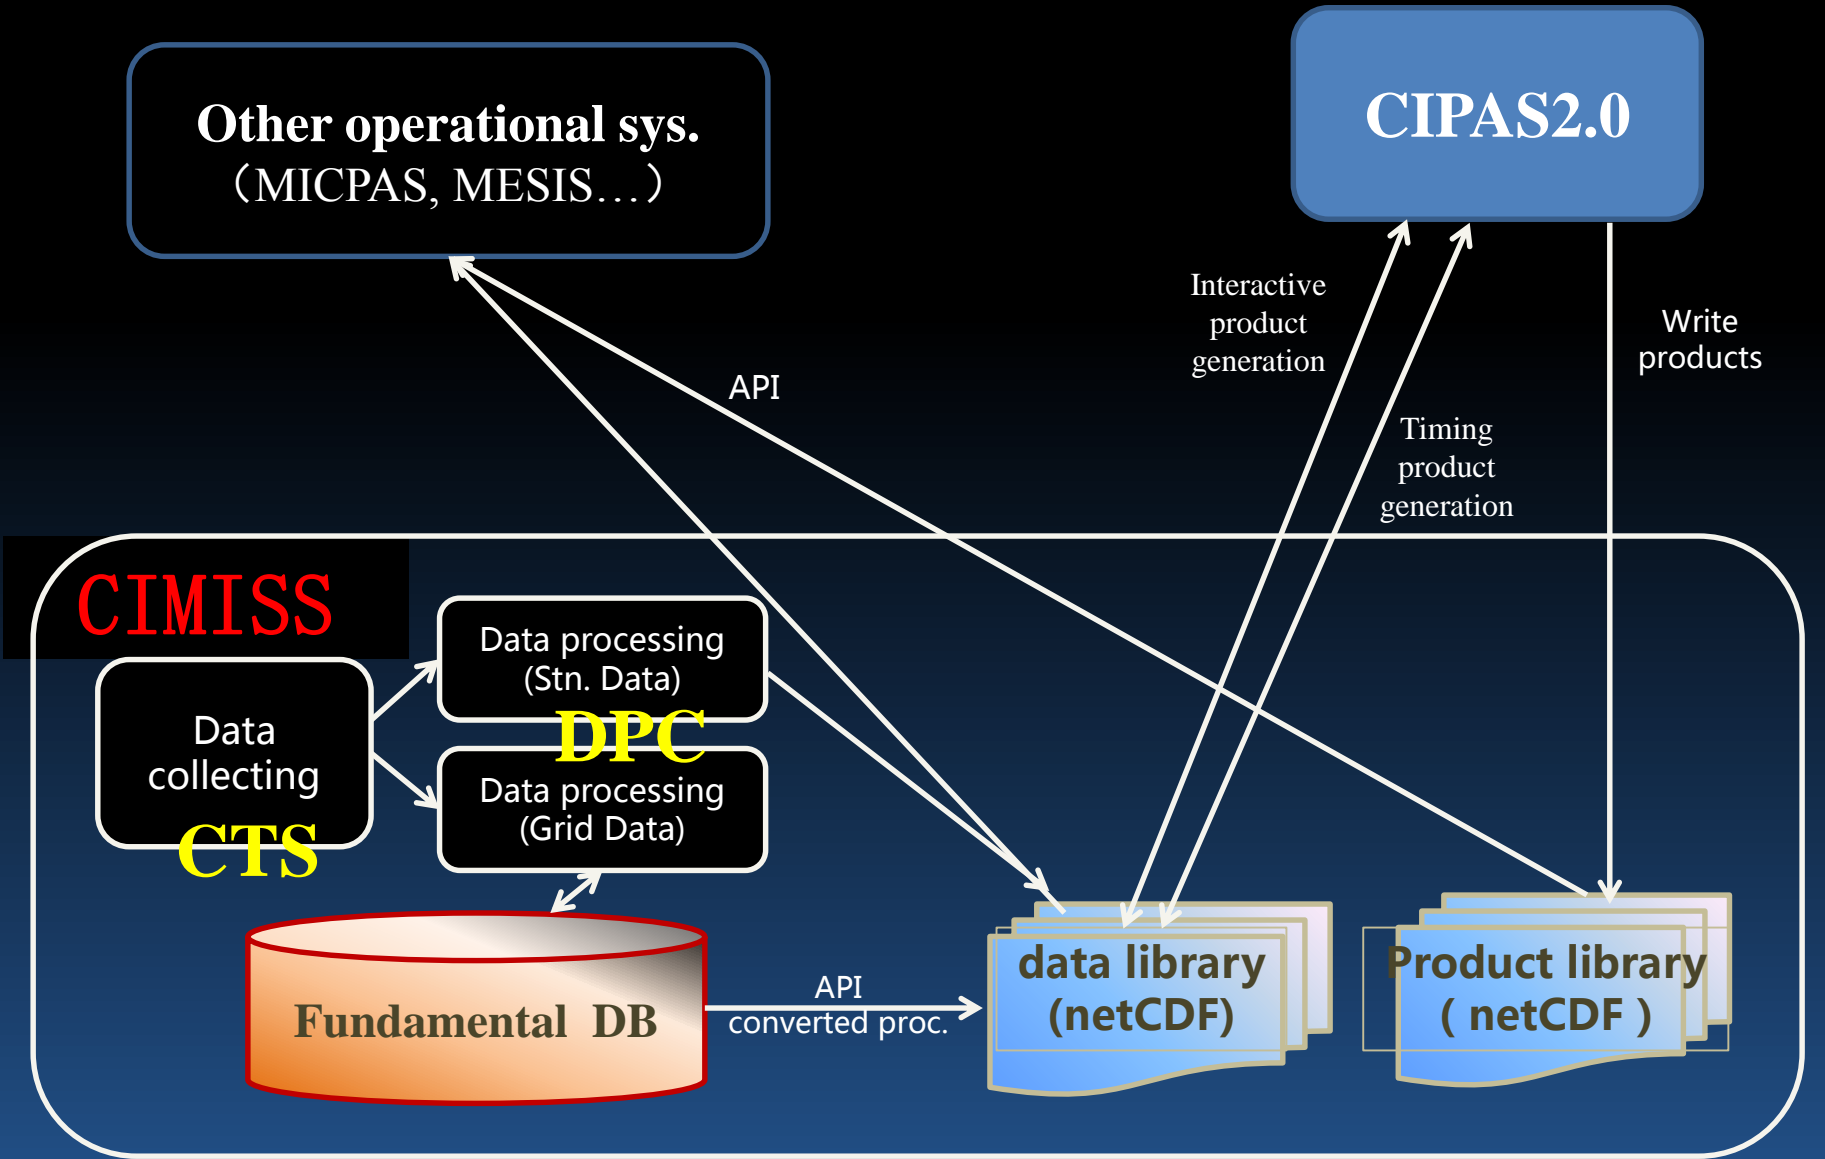 Other operational sys.
（MICPAS, MESIS…）
CIPAS2.0
Interactive
product
generation
Write
products
API
Timing
product
generation
CIMISS
Data
collecting
CTS
Data processing
(Stn. Data)
DPC
Data processing
(Grid Data)
Fundamental DB
API
converted proc.
data library
(netCDF)
Product library
( netCDF )